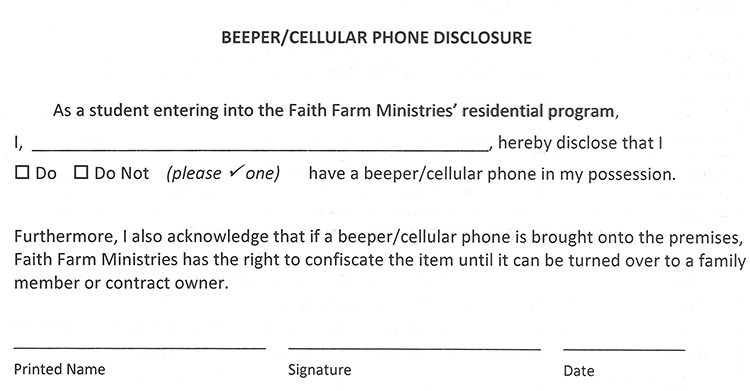 BEEPER/CELLULAR PHONE DISCLOSURE
As a student entering into the Faith Farm Ministries’ residential program,
I, ______________________________________________, hereby disclose that I
☐ Do ☐ Do Not (please ✓ one) have a beeper/cellular phone in my possession.
Furthermore, I also acknowledge that if a beeper/cellular phone is brought onto the premises,
Faith Farm Ministries has the right to confiscate the item until it can be turned over to a family
member or contract owner.
Printed Name Signature Date